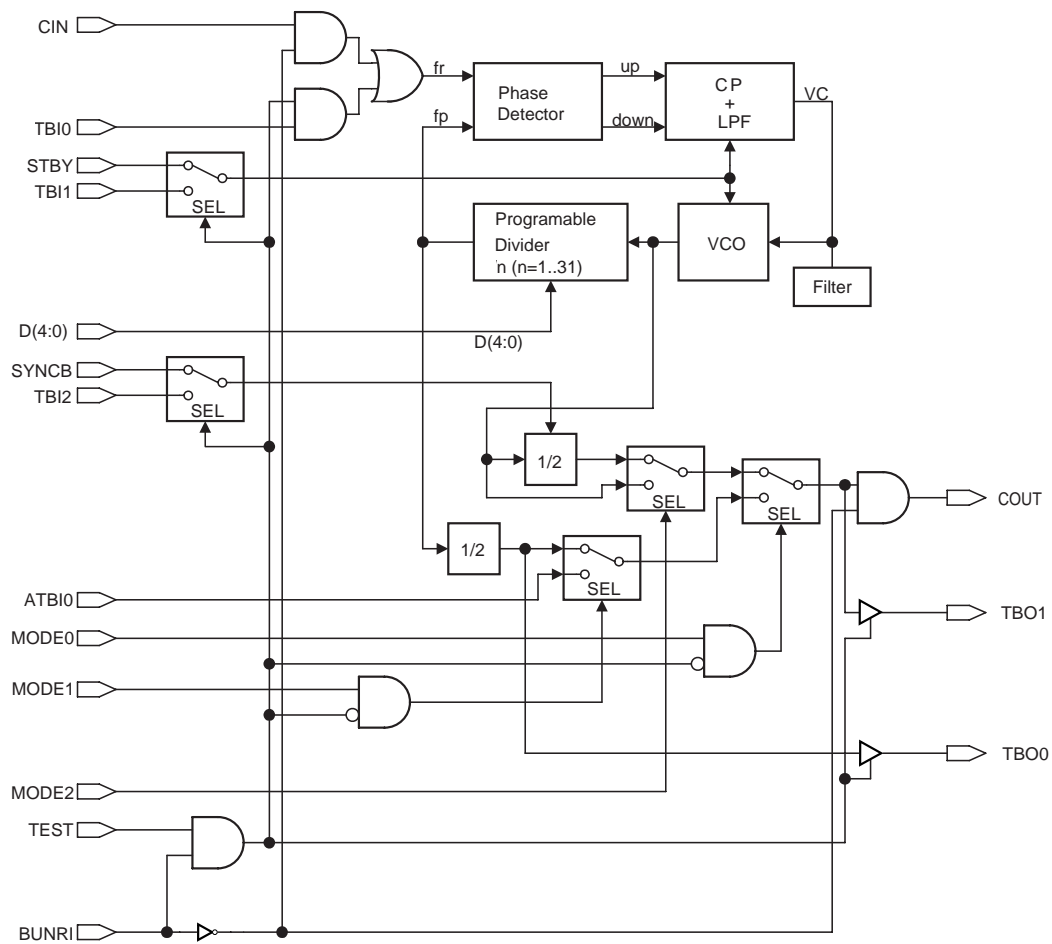 CIN
fr
up
CP
+
LPF
VC
Phase
Detector
fp
down
TBI0
STBY
TBI1
SEL
Programable
Divider
n (n=1..31)
VCO
Filter
D(4:0)
D(4:0)
SYNCB
TBI2
SEL
1/2
SEL
SEL
COUT
1/2
SEL
ATBI0
TBO1
MODE0
MODE1
TBO0
MODE2
TEST
BUNRI